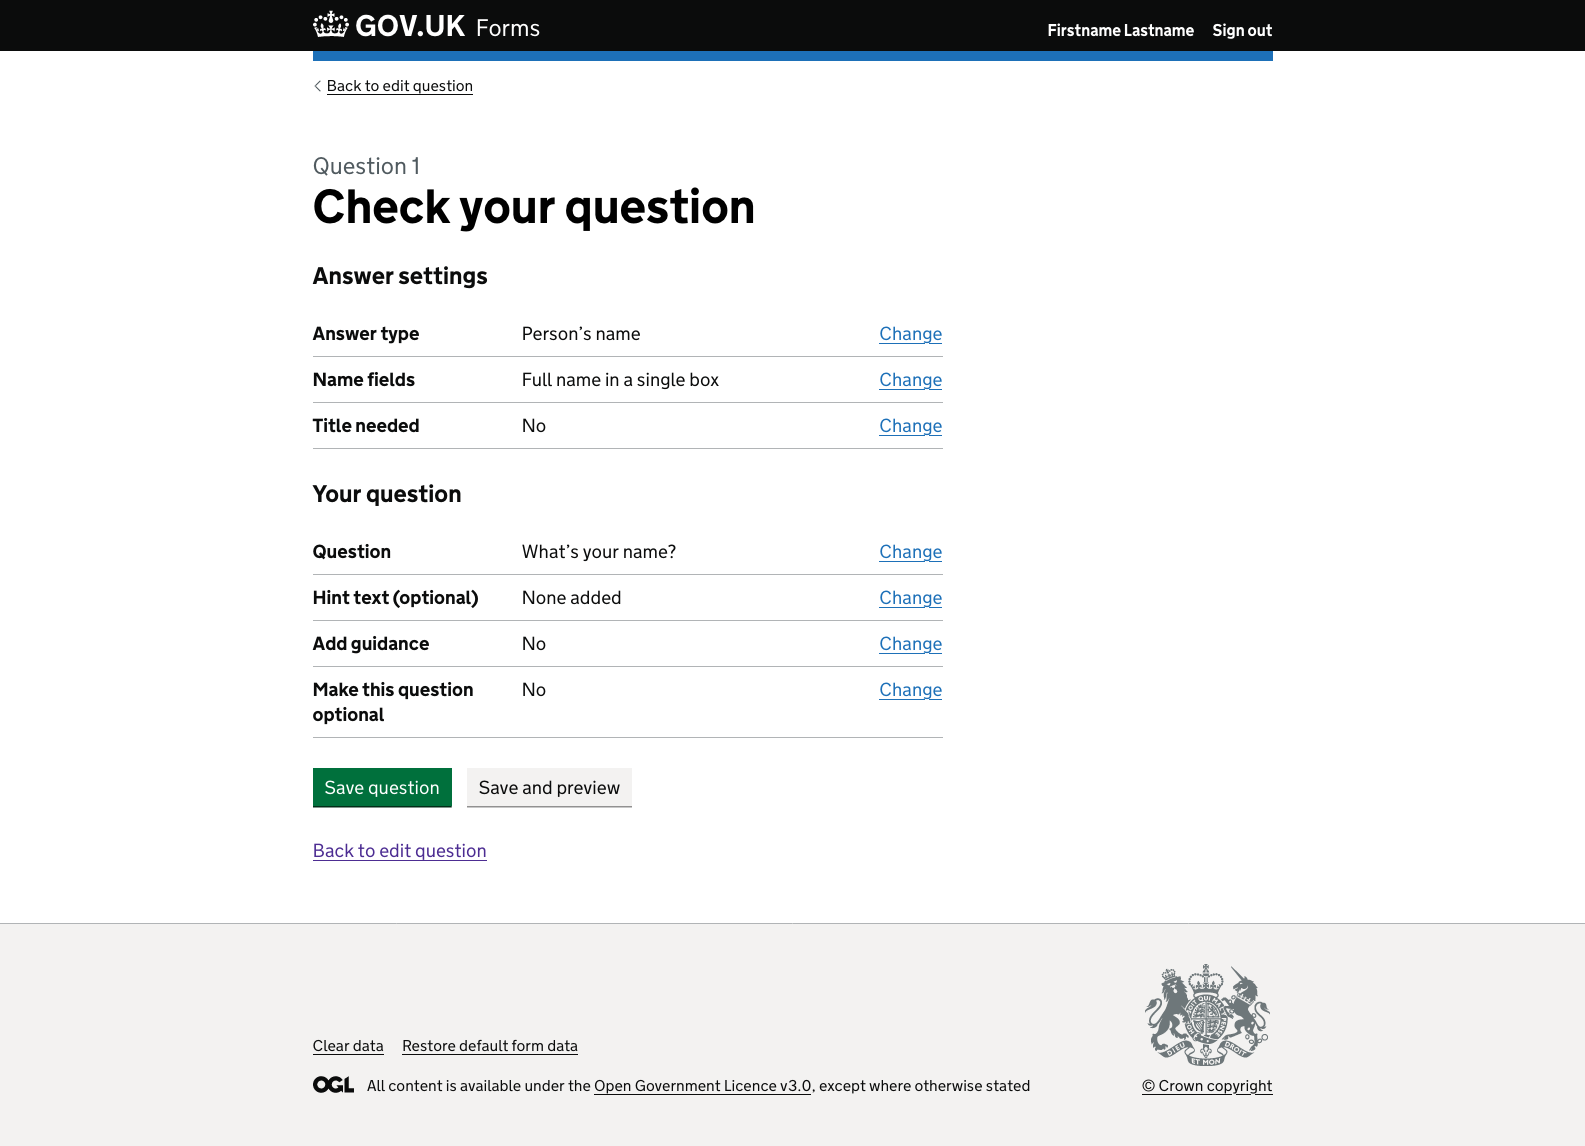 GOV.UK Forms
Firstname Lastname Sign out
Back to edit question
Question 1
Check your question
Answer settings
Answer type Person’s name Change
Name fields Full name in a single box Change
Title needed No Change
Your question
Question What’s your name? Change
Hint text (optional) None added Change
Add guidance No Change
Make this question optional No Change
Save question Save and preview
Back to edit question
Clear data Restore default form data
OGL All content is available under the Open Government Licence v3.0, except where otherwise stated
DIEU ET MON DROIT
© Crown copyright